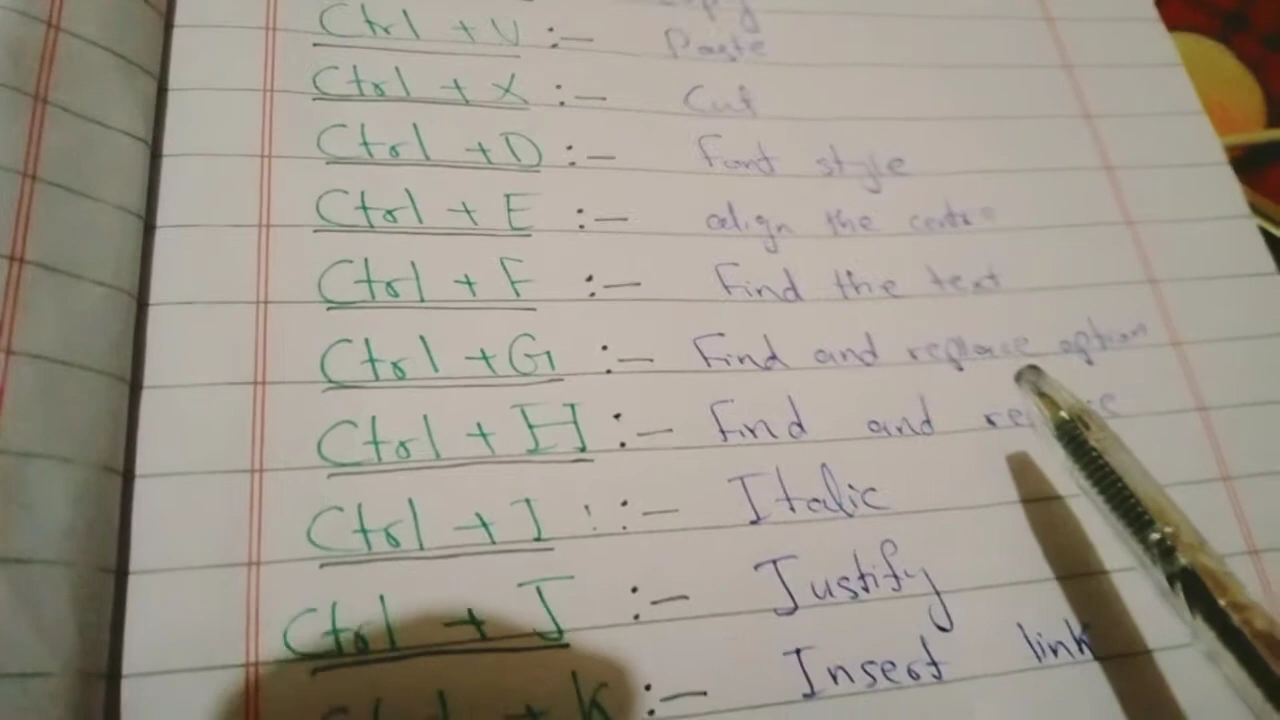 Ctrl + V :- Paste
Ctrl + X :- Cut
Ctrl + D :- Font style
Ctrl + E :- align the centre
Ctrl + F :- Find the text
Ctrl + G :- Find and replace option
Ctrl + H :- Find and
Ctrl + I :- Italic
Ctrl + J :- Justify
Ctrl + K :- Insert link